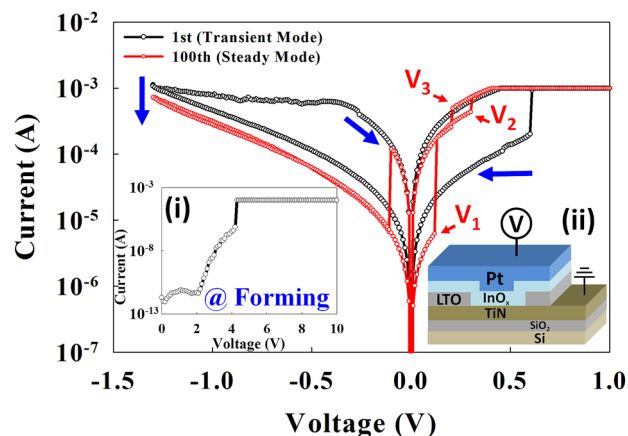 1st (Transient Mode)
100th (Steady Mode)
Current (A)
10⁻²
10⁻³
10⁻⁴
10⁻⁵
10⁻⁶
10⁻⁷
V₃
V₂
V₁
(i)
Current (A)
10⁻³
10⁻⁸
10⁻¹³
@ Forming
0 2 4 6 8 10
Voltage (V)
(ii)
V
Pt
LTO
InOₓ
TiN
SiO₂
Si
-1.5 -1.0 -0.5 0.0 0.5 1.0
Voltage (V)